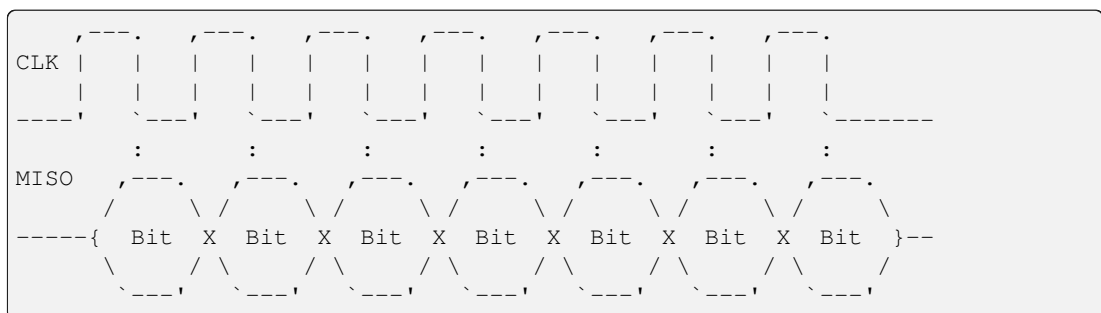 ,---.   ,---.   ,---.   ,---.   ,---.   ,---.   ,---.
CLK |   |   |   |   |   |   |   |   |   |   |   |   |   |
    |   |   |   |   |   |   |   |   |   |   |   |   |   |
----'   `---'   `---'   `---'   `---'   `---'   `---'   `-------
        :       :       :       :       :       :       :
MISO   ,---.   ,---.   ,---.   ,---.   ,---.   ,---.   ,---.
      /     \ /     \ /     \ /     \ /     \ /     \ /     \
-----{  Bit  X  Bit  X  Bit  X  Bit  X  Bit  X  Bit  X  Bit  }--
      \     / \     / \     / \     / \     / \     / \     /
       `---'   `---'   `---'   `---'   `---'   `---'   `---'